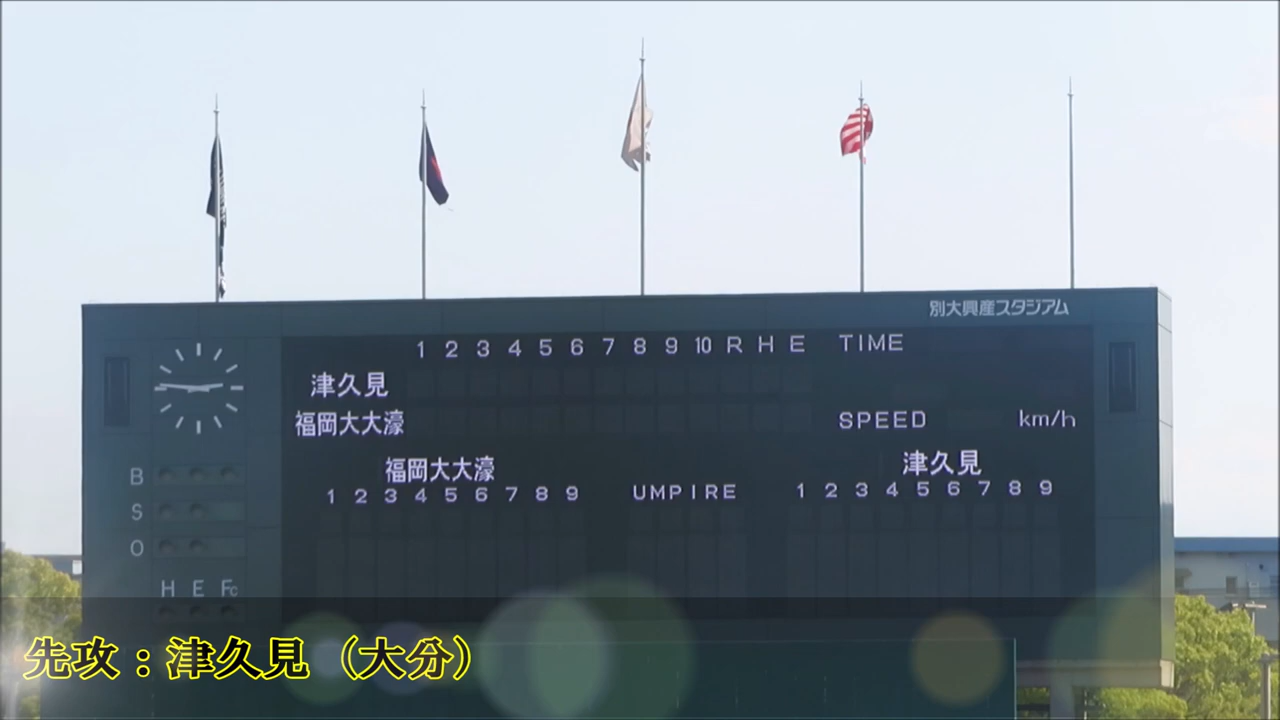 別大興産スタジアム
1 2 3 4 5 6 7 8 9 10 R H E TIME
津久見
福岡大大濠
SPEED km/h
福岡大大濠 津久見
1 2 3 4 5 6 7 8 9 UMPIRE 1 2 3 4 5 6 7 8 9
B
S
O
H E Fc
先攻：津久見（大分）